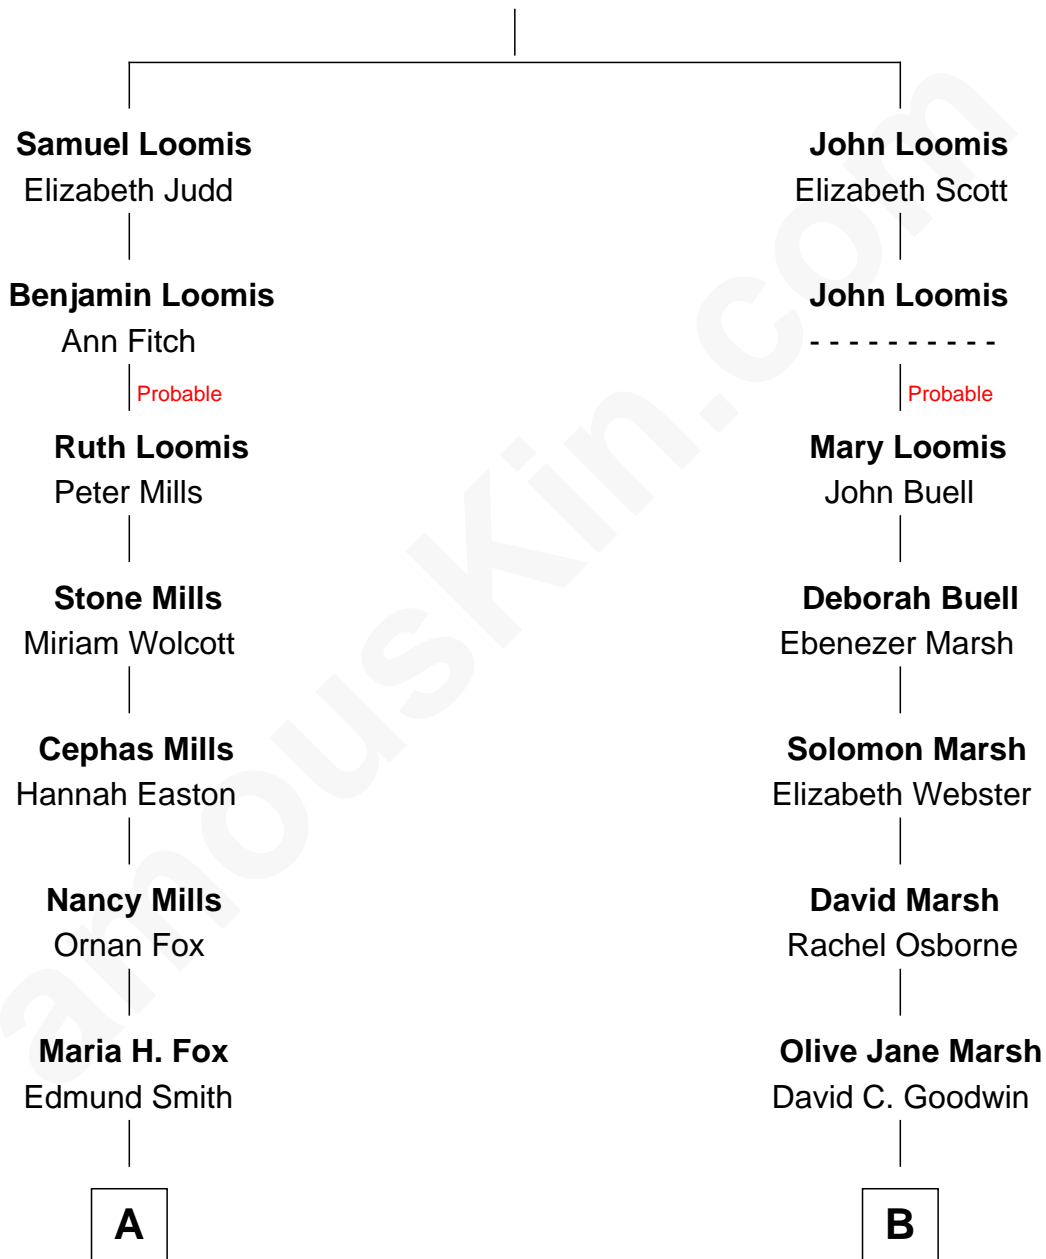 Samuel Loomis
Elizabeth Judd
Benjamin Loomis
Ann Fitch
Probable
Ruth Loomis
Peter Mills
Stone Mills
Miriam Wolcott
Cephas Mills
Hannah Easton
Nancy Mills
Ornan Fox
Maria H. Fox
Edmund Smith
A
John Loomis
Elizabeth Scott
John Loomis
- - - - - - - - - -
Probable
Mary Loomis
John Buell
Deborah Buell
Ebenezer Marsh
Solomon Marsh
Elizabeth Webster
David Marsh
Rachel Osborne
Olive Jane Marsh
David C. Goodwin
B
amouskin.com